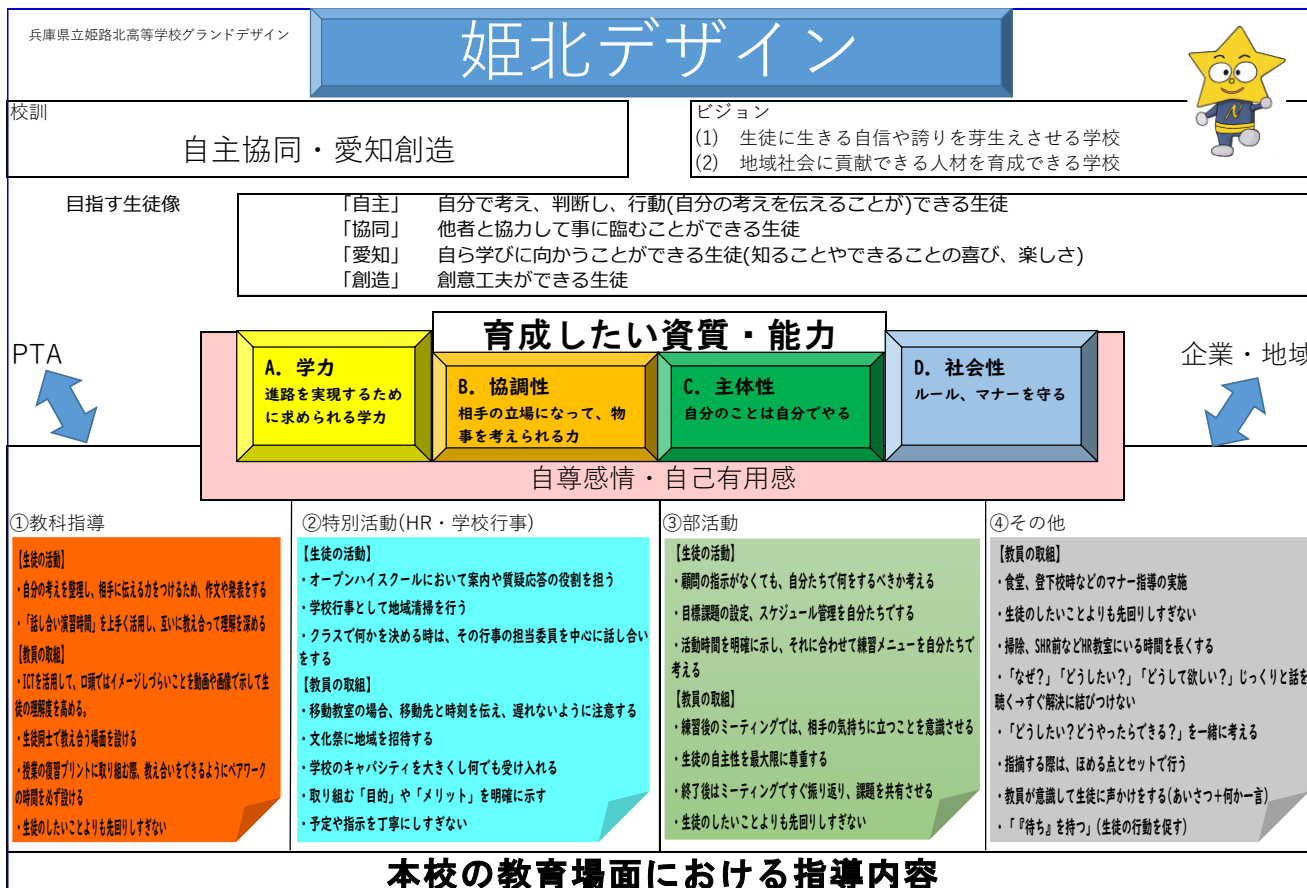 兵庫県立姫路北高等学校グランドデザイン
姫北デザイン
校訓
自主協同・愛知創造
ビジョン
(1) 生徒に生きる自信や誇りを芽生えさせる学校
(2) 地域社会に貢献できる人材を育成できる学校
目指す生徒像
「自主」 自分で考え、判断し、行動(自分の考えを伝えることが)できる生徒
「協同」 他者と協力して事に臨むことができる生徒
「愛知」 自ら学びに向かうことができる生徒(知ることやできることの喜び、楽しさ)
「創造」 創意工夫ができる生徒
育成したい資質・能力
PTA
企業・地域
A. 学力
進路を実現するため
に求められる学力
B. 協調性
相手の立場になって、物
事を考えられる力
C. 主体性
自分のことは自分でやる
D. 社会性
ルール、マナーを守る
自尊感情・自己有用感
①教科指導
【生徒の活動】
・自分の考えを整理し、相手に伝える力をつけるため、作文や発表をする
・「話し合い演習時間」を上手く活用し、互いに教え合って理解を深める
【教員の取組】
・ICTを活用して、口頭ではイメージしづらいことを動画や画像で示して生
徒の理解度を高める。
・生徒同士で教え合う場面を設ける
・授業の復習プリントに取り組む際、教え合いをできるようにペアワーク
の時間を必ず設ける
・生徒のしたいことよりも先回りしすぎない
②特別活動(HR・学校行事)
【生徒の活動】
・オープンハイスクールにおいて案内や質疑応答の役割を担う
・学校行事として地域清掃を行う
・クラスで何かを決める時は、その行事の担当委員を中心に話し合い
をする
【教員の取組】
・移動教室の場合、移動先と時刻を伝え、遅れないように注意する
・文化祭に地域を招待する
・学校のキャパシティを大きくし何でも受け入れる
・取り組む「目的」や「メリット」を明確に示す
・予定や指示を丁寧にしすぎない
③部活動
【生徒の活動】
・顧問の指示がなくても、自分たちで何をするべきか考える
・目標課題の設定、スケジュール管理を自分たちでする
・活動時間を明確に示し、それに合わせて練習メニューを自分たちで
考える
【教員の取組】
・練習後のミーティングでは、相手の気持ちに立つことを意識させる
・生徒の自主性を最大限に尊重する
・終了後はミーティングですぐ振り返り、課題を共有させる
・生徒のしたいことよりも先回りしすぎない
④その他
【教員の取組】
・食堂、登下校時などのマナー指導の実施
・生徒のしたいことよりも先回りしすぎない
・掃除、SHR前などHR教室にいる時間を長くする
・「なぜ?」「どうしたい?」「どうして欲しい?」じっくりと話を
聴く→すぐ解決に結びつけない
・「どうしたい?どうやったらできる?」を一緒に考える
・指摘する際は、ほめる点とセットで行う
・教員が意識して生徒に声かけをする(あいさつ+何か一言)
・「『待ち』を持つ」(生徒の行動を促す)
本校の教育場面における指導内容